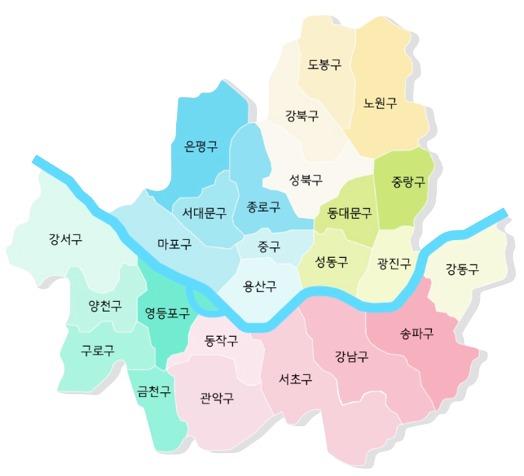 도봉구
노원구
강북구
은평구
성북구
중랑구
서대문구
종로구
동대문구
강서구
마포구
중구
성동구
광진구
강동구
용산구
양천구
영등포구
동작구
송파구
구로구
강남구
서초구
금천구
관악구